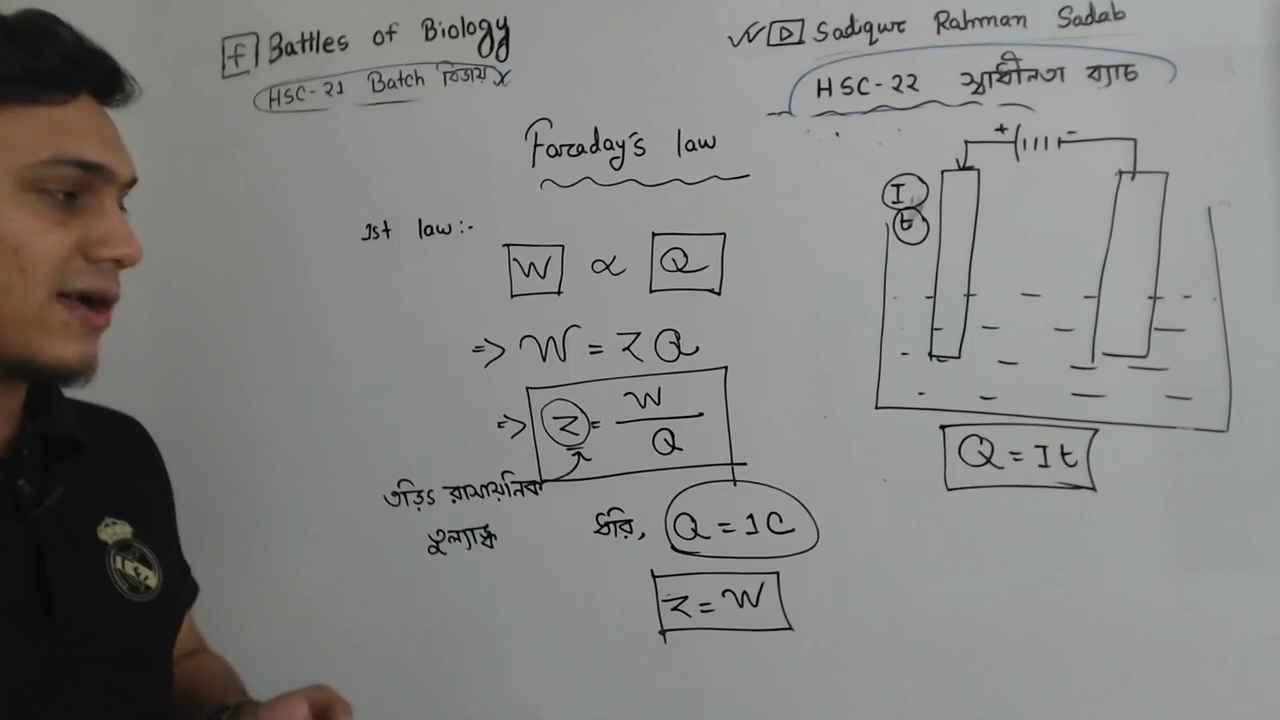 f Battles of Biology
HSC-21 Batch বিজয়
Sadiqur Rahman Sadab
HSC-22 স্বাধীনতা ব্যাচ
Faraday's law
1st law:-
W ∝ Q
=> W = Z Q
=> Z = W / Q
তড়িৎ রাসায়নিক
তুল্যাঙ্ক
ধরি, Q = 1C
Z = W
+ -
I
t
Q = It